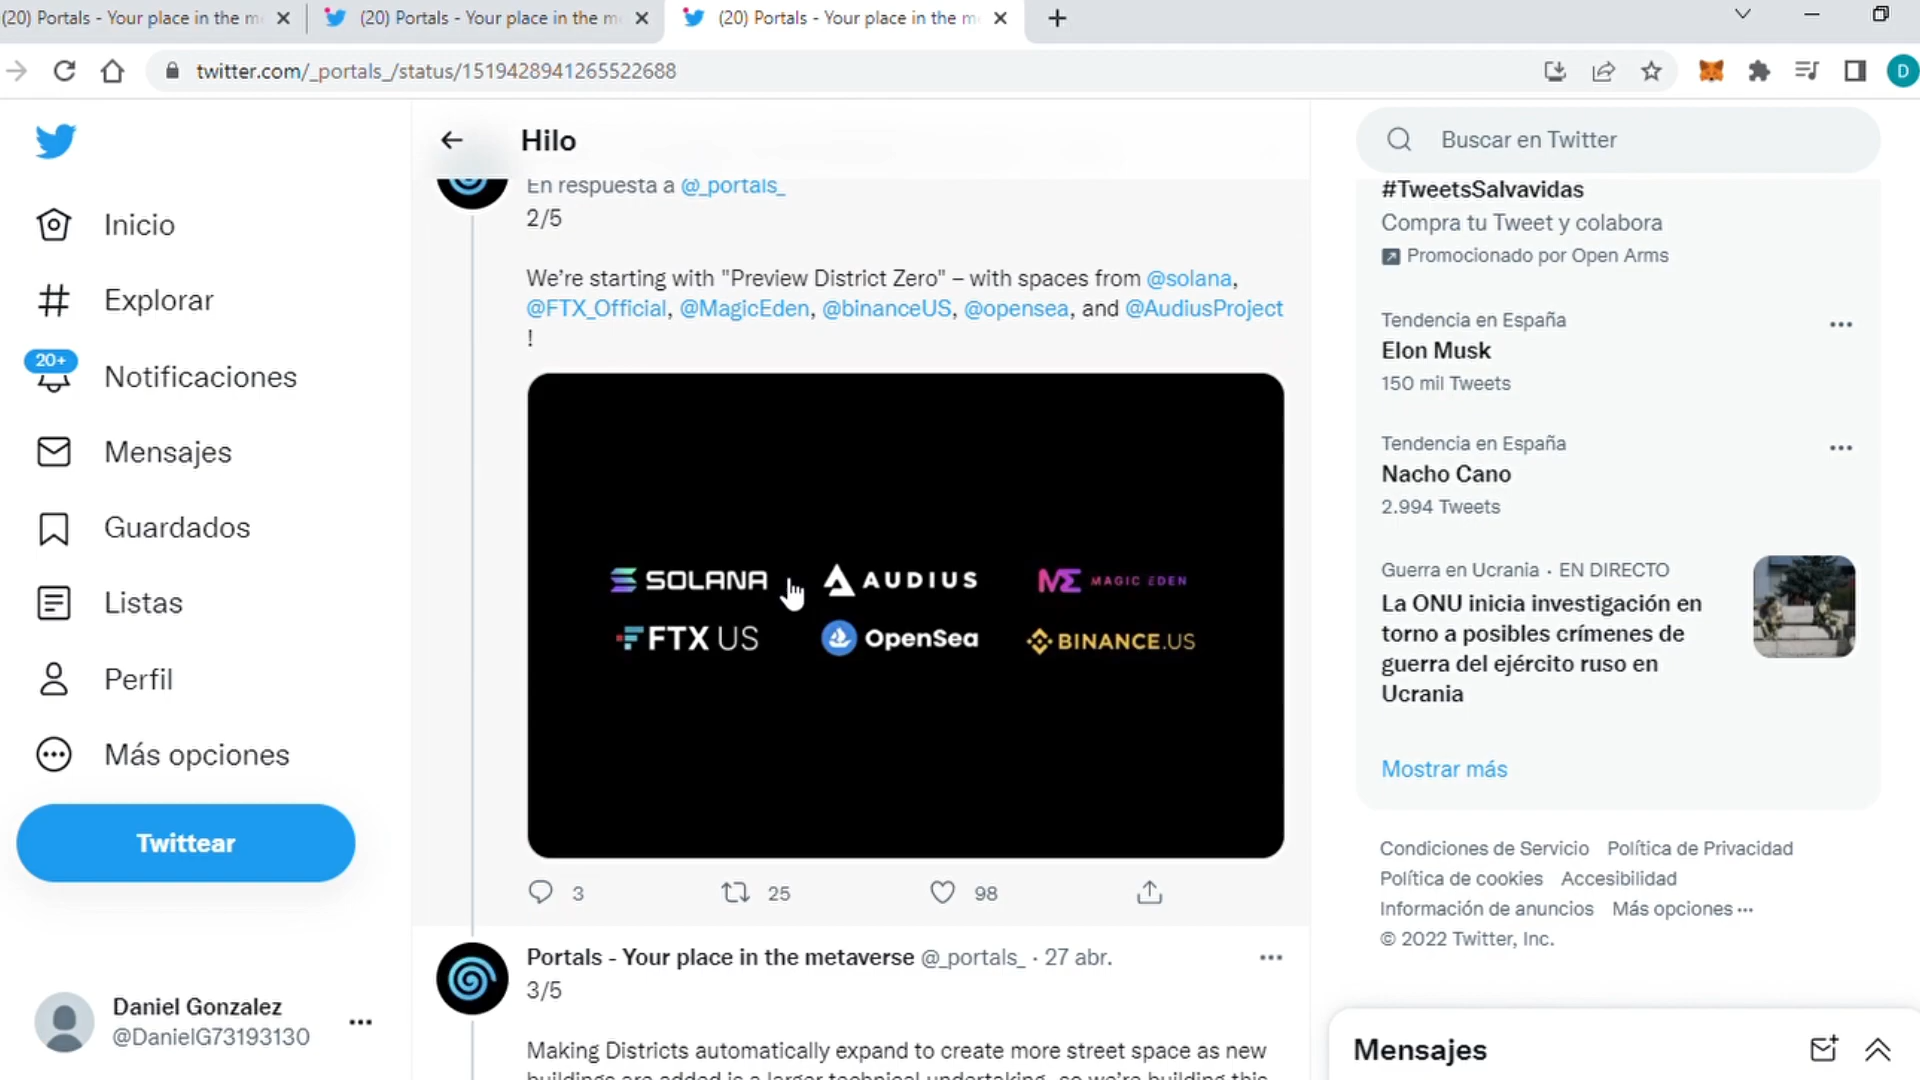 (20) Portals - Your place in the m
(20) Portals - Your place in the m
(20) Portals - Your place in the m
twitter.com/_portals_/status/1519428941265522688
D
Inicio
Explorar
20+
Notificaciones
Mensajes
Guardados
Listas
Perfil
Más opciones
Twittear
Daniel Gonzalez
@DanielG73193130
Hilo
En respuesta a @_portals_
2/5
We’re starting with "Preview District Zero" – with spaces from @solana,
@FTX_Official, @MagicEden, @binanceUS, @opensea, and @AudiusProject
!
SOLANA
AUDIUS
ME MAGIC EDEN
FTX US
OpenSea
BINANCE.US
3
25
98
Portals - Your place in the metaverse @_portals_ · 27 abr.
3/5
Making Districts automatically expand to create more street space as new
buildings are added is a larger technical undertaking, so we’re building this
Buscar en Twitter
#TweetsSalvavidas
Compra tu Tweet y colabora
Promocionado por Open Arms
Tendencia en España
Elon Musk
150 mil Tweets
Tendencia en España
Nacho Cano
2.994 Tweets
Guerra en Ucrania · EN DIRECTO
La ONU inicia investigación en
torno a posibles crímenes de
guerra del ejército ruso en
Ucrania
Mostrar más
Condiciones de Servicio Política de Privacidad
Política de cookies Accesibilidad
Información de anuncios Más opciones ···
© 2022 Twitter, Inc.
Mensajes